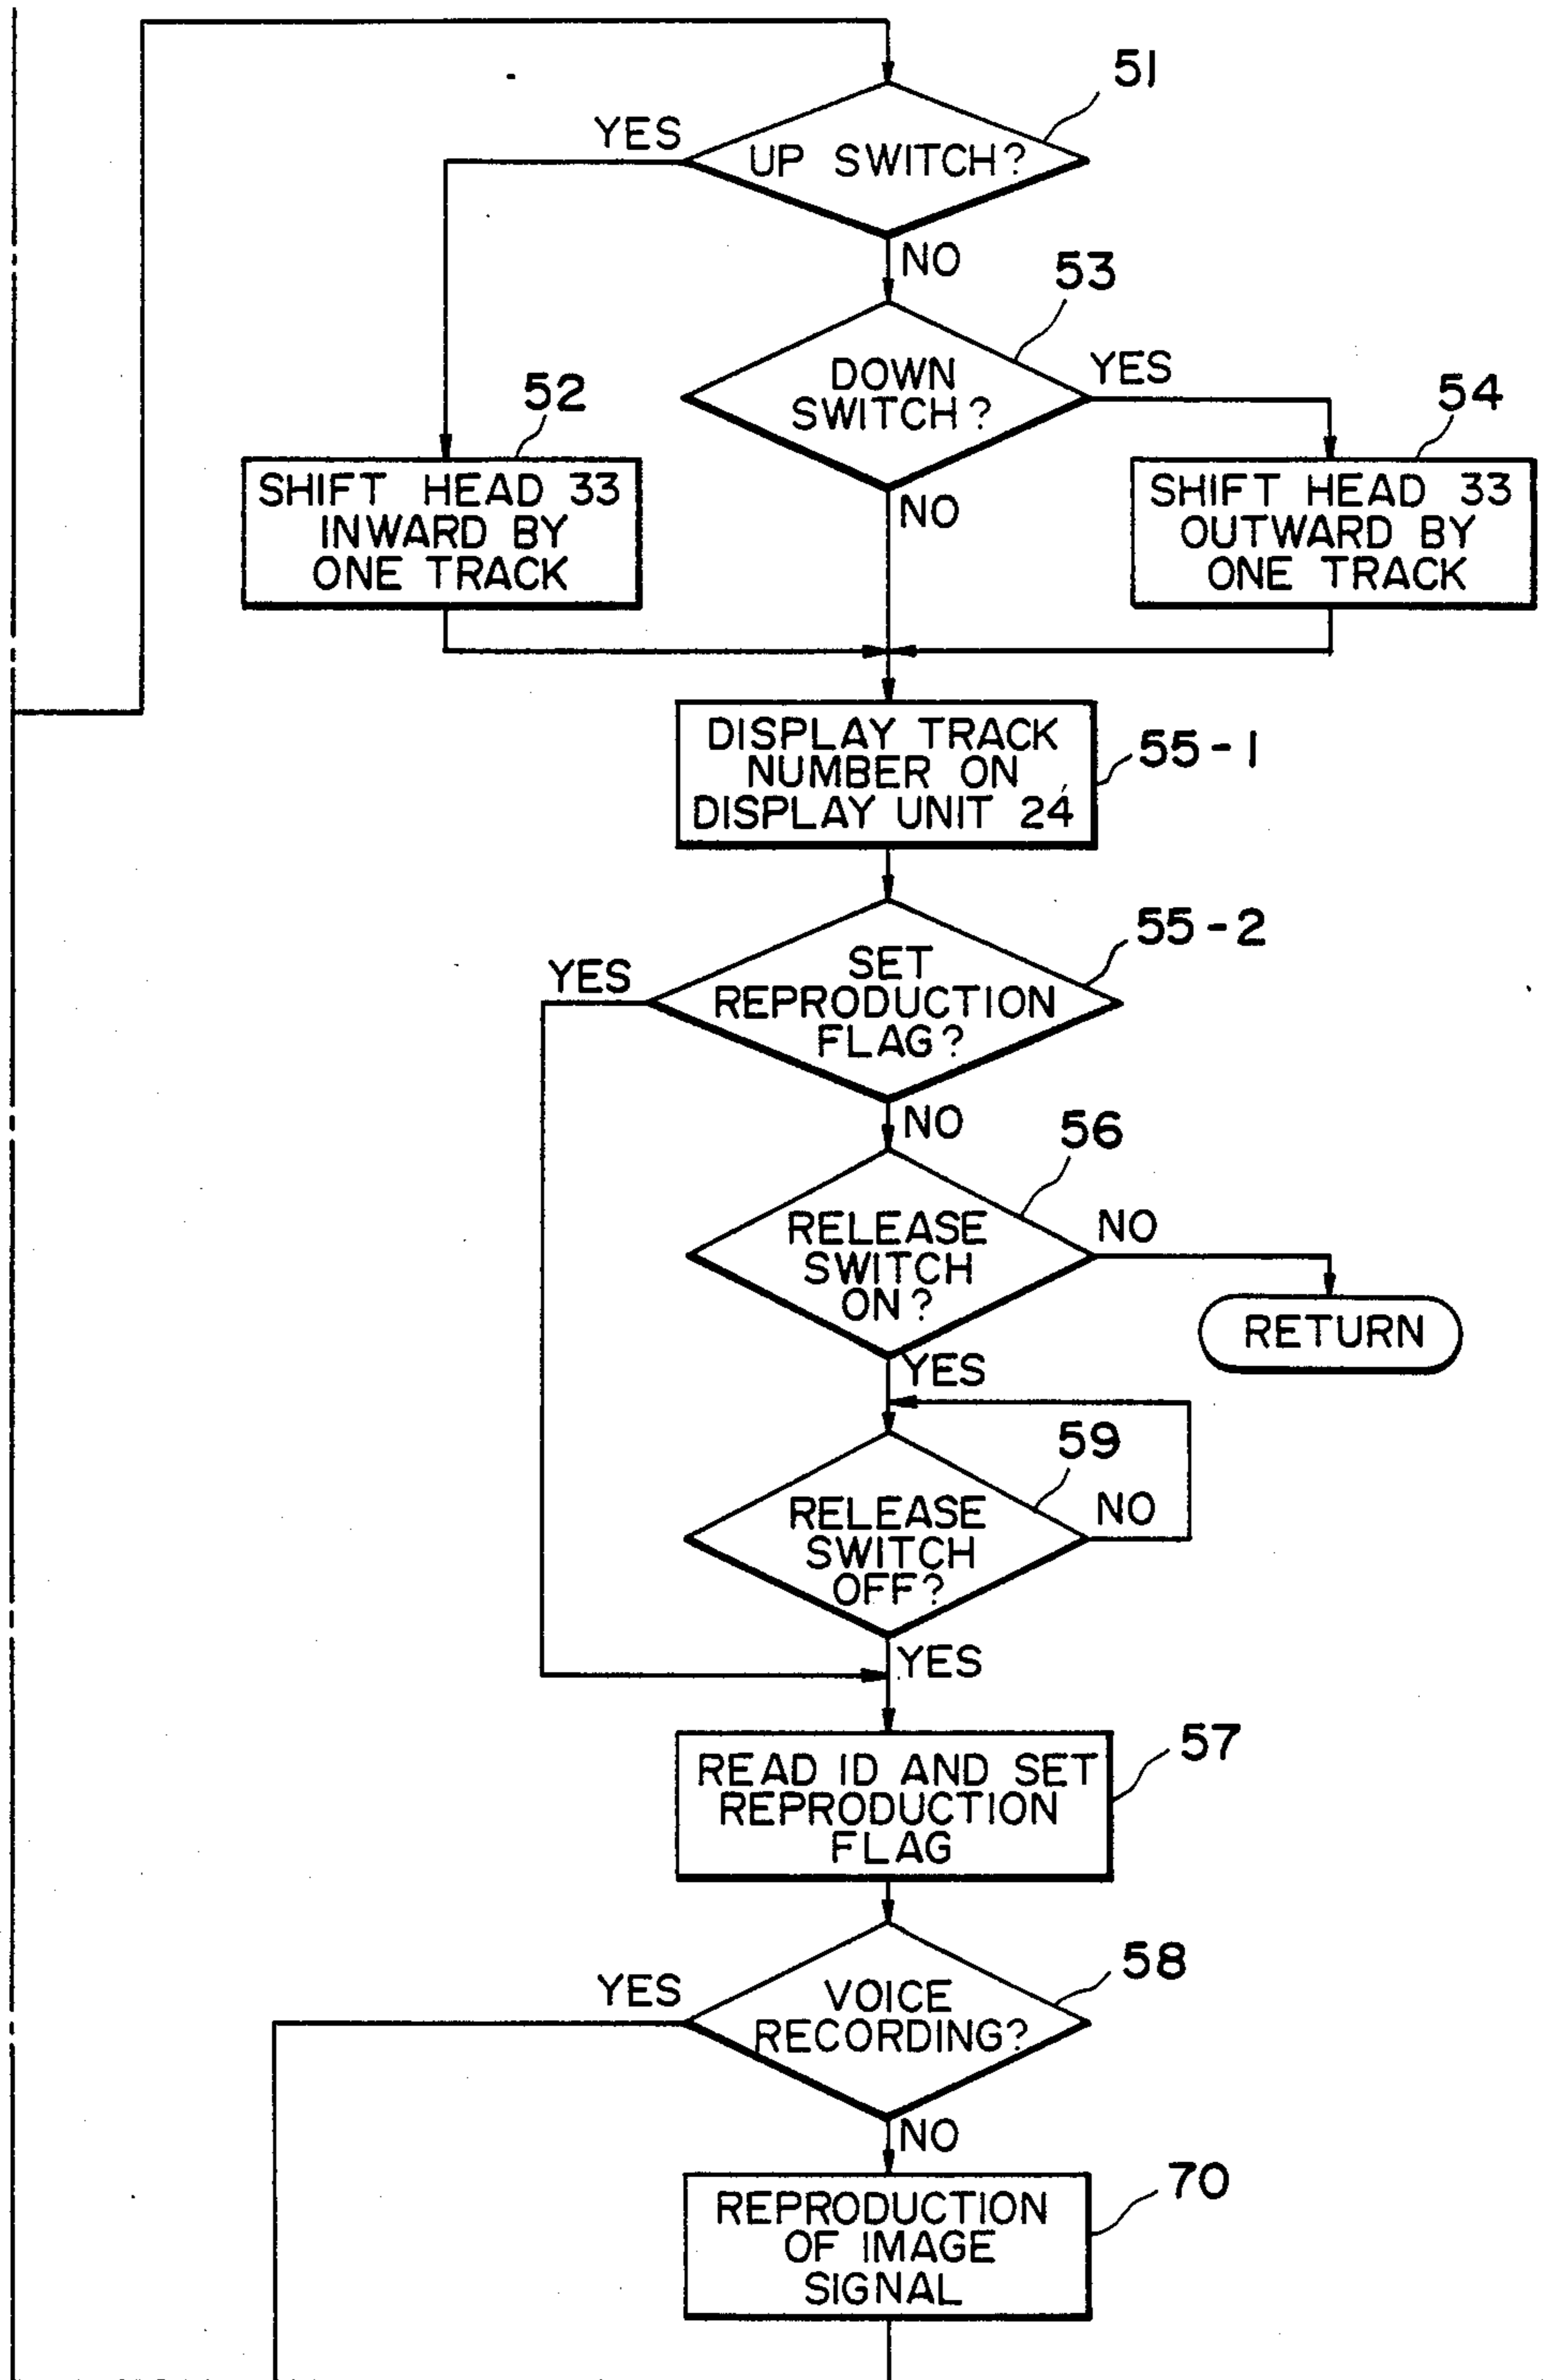 51
YES
UP SWITCH?
NO
53
DOWN
SWITCH?
YES
NO
52
SHIFT HEAD 33
INWARD BY
ONE TRACK
54
SHIFT HEAD 33
OUTWARD BY
ONE TRACK
DISPLAY TRACK
NUMBER ON
DISPLAY UNIT 24'
55-1
55-2
YES
SET
REPRODUCTION
FLAG?
NO
56
RELEASE
SWITCH
ON?
NO
RETURN
YES
59
RELEASE
SWITCH
OFF?
NO
YES
57
READ ID AND SET
REPRODUCTION
FLAG
58
YES
VOICE
RECORDING?
NO
70
REPRODUCTION
OF IMAGE
SIGNAL